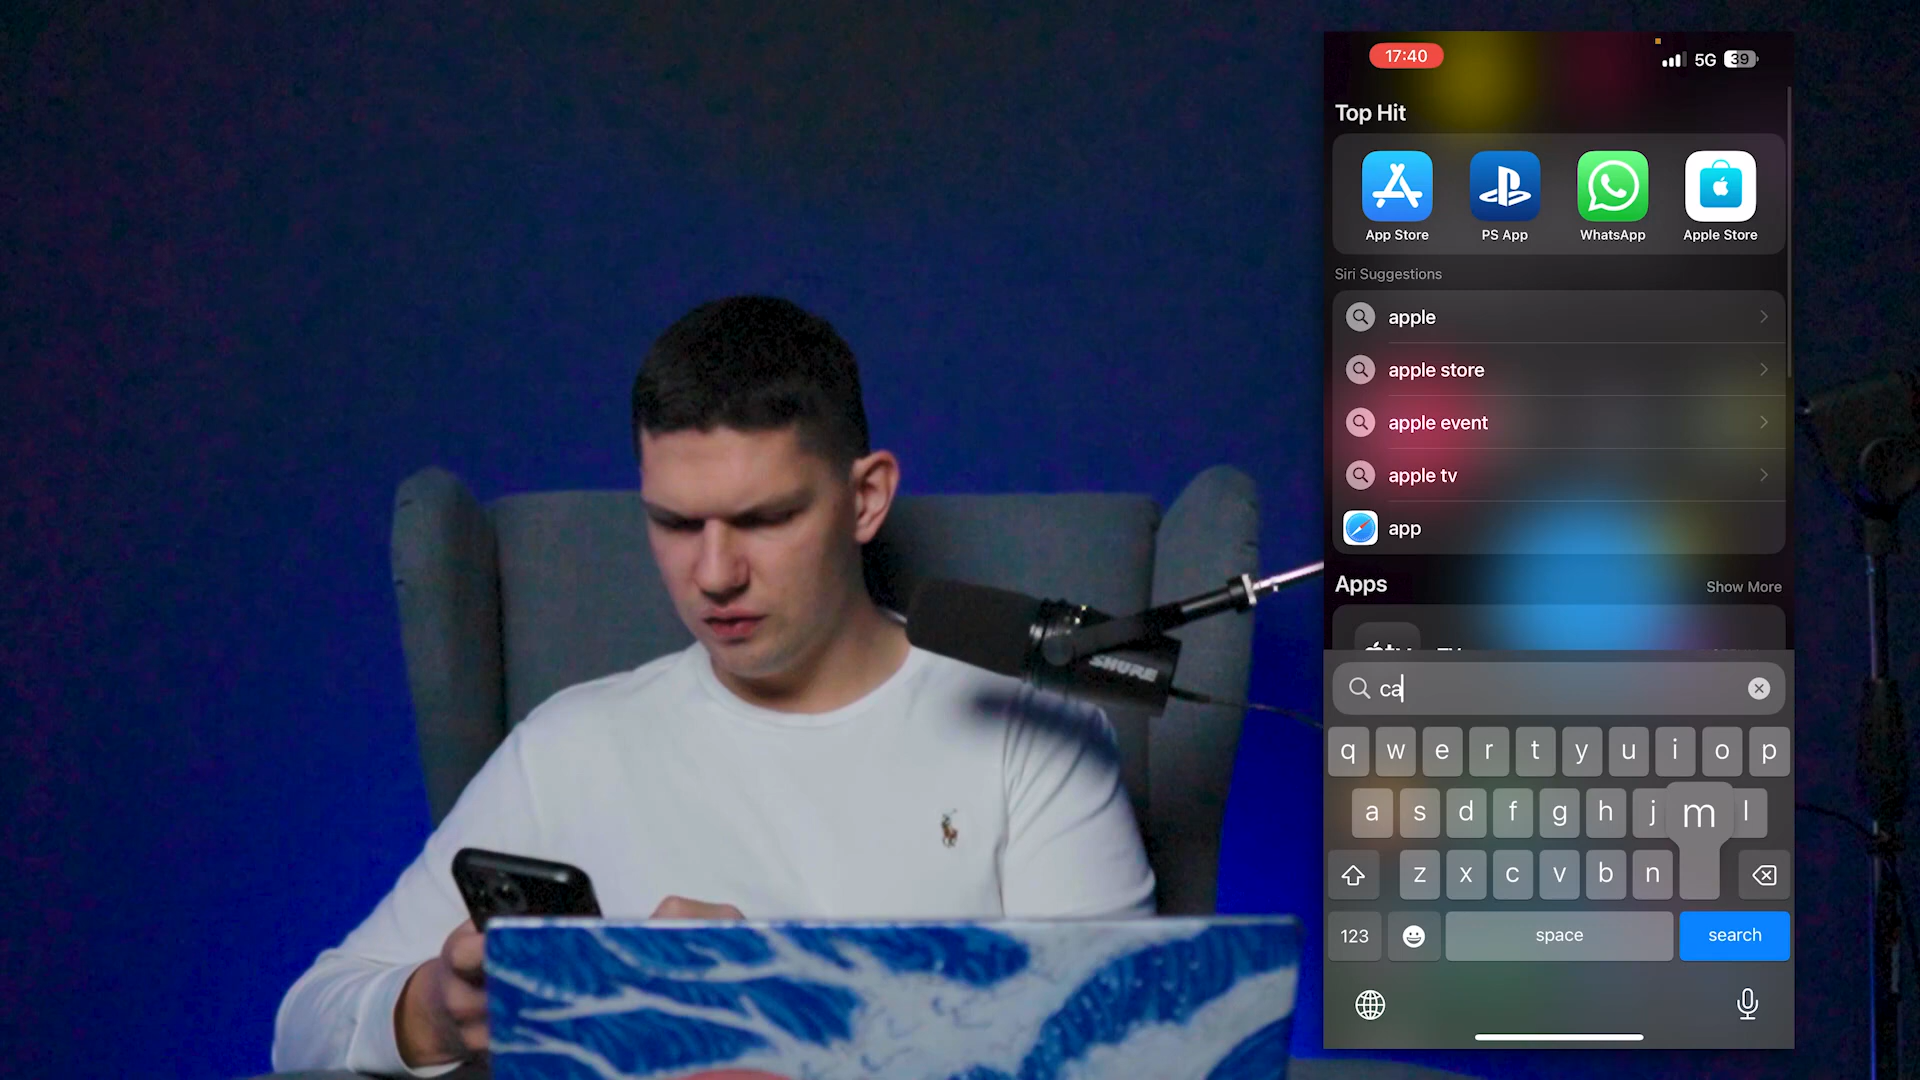 17:40
5G 39
Top Hit
App Store PS App WhatsApp Apple Store
Siri Suggestions
apple
apple store
apple event
apple tv
app
Apps Show More
SHURE
ca
q w e r t y u i o p
a s d f g h j m l
z x c v b n
123 space search